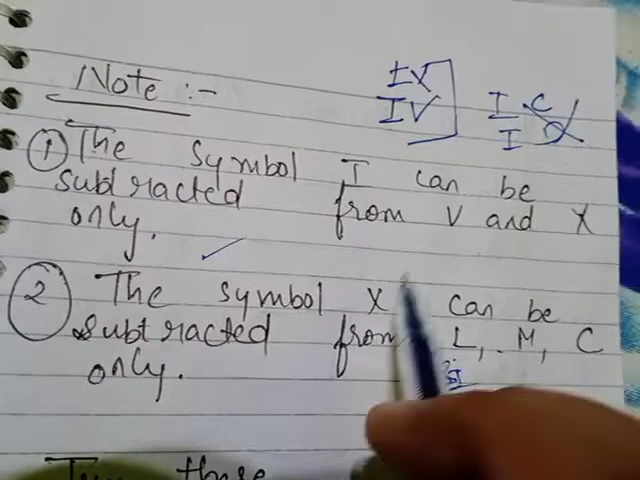 Note :-
IX
IV
I C
I D
① The symbol I can be
subtracted from V and X
only.
② The symbol X can be
subtracted from L, M, C
only.